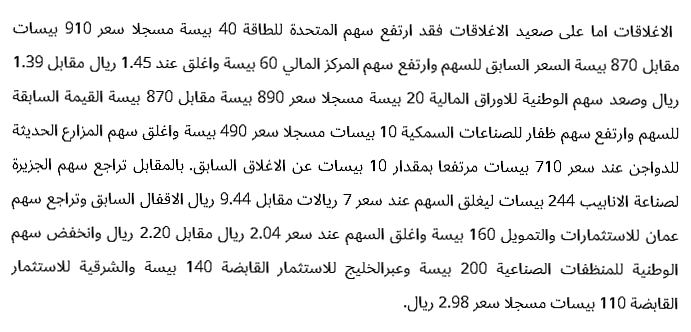 الاغلاقات اما على صعيد الاغلاقات فقد ارتفع سهم المتحدة للطاقة 40 بيسة مسجلا سعر 910 بيسات
مقابل 870 بيسة السعر السابق للسهم وارتفع سهم المركز المالي 60 بيسة واغلق عند 1.45 ريال مقابل 1.39
ريال وصعد سهم الوطنية للاوراق المالية 20 بيسة مسجلا سعر 890 بيسة مقابل 870 بيسة القيمة السابقة
للسهم وارتفع سهم ظفار للصناعات السمكية 10 بيسات مسجلا سعر 490 بيسة واغلق سهم المزارع الحديثة
للدواجن عند سعر 710 بيسات مرتفعا بمقدار 10 بيسات عن الاغلاق السابق. بالمقابل تراجع سهم الجزيرة
لصناعة الانابيب 244 بيسات ليغلق السهم عند سعر 7 ريالات مقابل 9.44 ريال الاقفال السابق وتراجع سهم
عمان للاستثمارات والتمويل 160 بيسة واغلق السهم عند سعر 2.04 ريال مقابل 2.20 ريال وانخفض سهم
الوطنية للمنظفات الصناعية 200 بيسة وعبرالخليج للاستثمار القابضة 140 بيسة والشرقية للاستثمار
القابضة 110 بيسات مسجلا سعر 2.98 ريال.